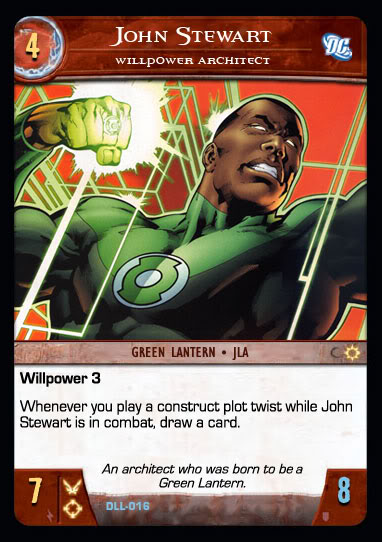 4
John Stewart
DC
Willpower Architect
Green Lantern • JLA
Willpower 3
Whenever you play a construct plot twist while John
Stewart is in combat, draw a card.
An architect who was born to be a
Green Lantern.
7
DLL-016
8